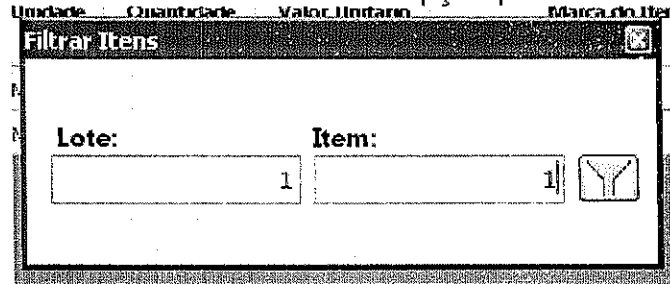 Unidade Quantidade Valor Unitario Marca do Ite
Filtrar Itens
Lote: Item:
1 1